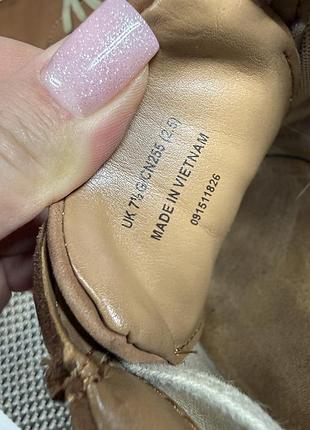 UK 7½ G/CN255 (2.5)
MADE IN VIETNAM
091511826